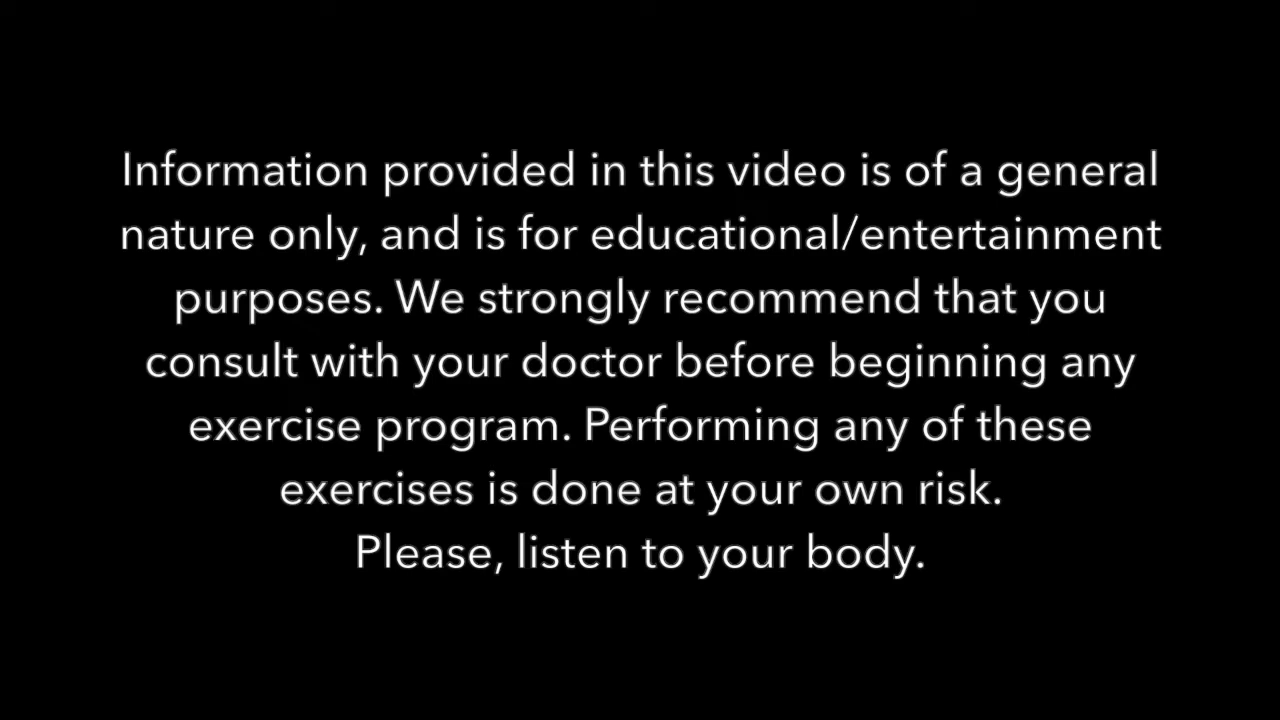 Information provided in this video is of a general
nature only, and is for educational/entertainment
purposes. We strongly recommend that you
consult with your doctor before beginning any
exercise program. Performing any of these
exercises is done at your own risk.
Please, listen to your body.